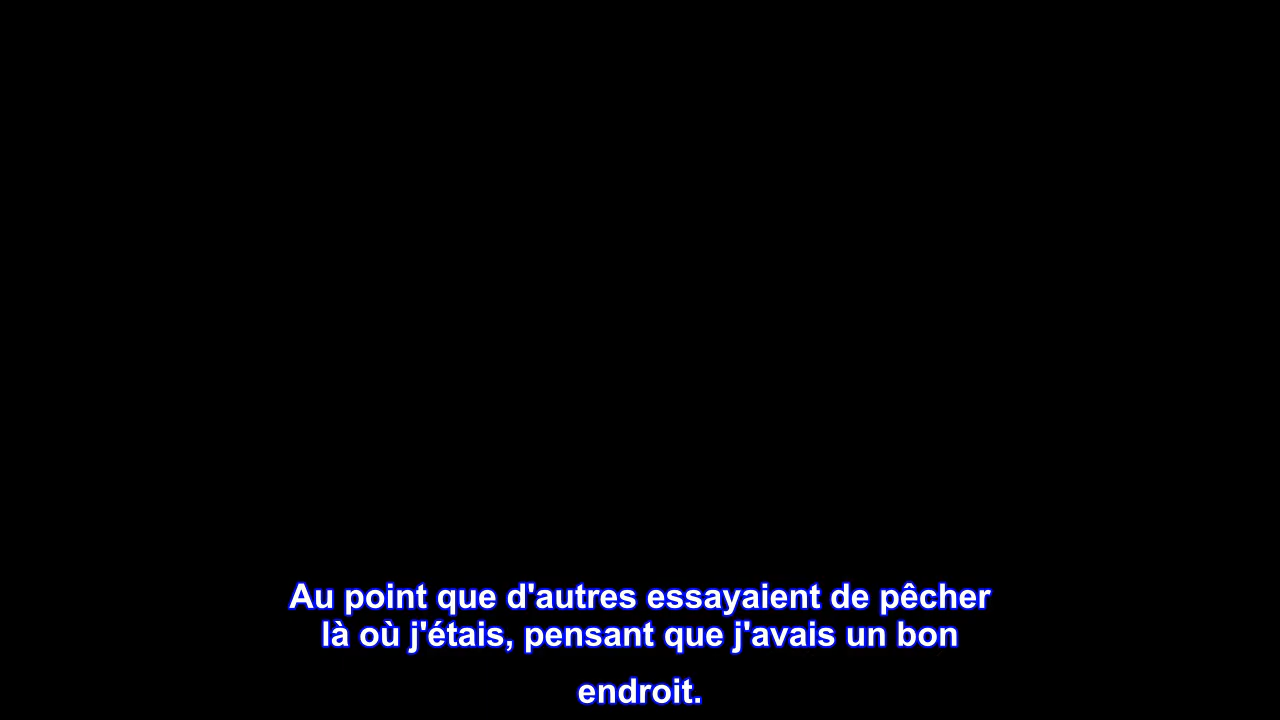 Au point que d'autres essayaient de pêcher
là où j'étais, pensant que j'avais un bon
endroit.